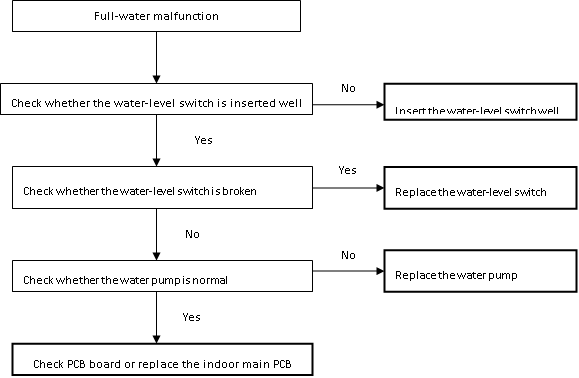 Full-water malfunction
Check whether the water-level switch is inserted well
No
Insert the water-level switch well
Yes
Check whether the water-level switch is broken
Yes
Replace the water-level switch
No
Check whether the water pump is normal
No
Replace the water pump
Yes
Check PCB board or replace the indoor main PCB